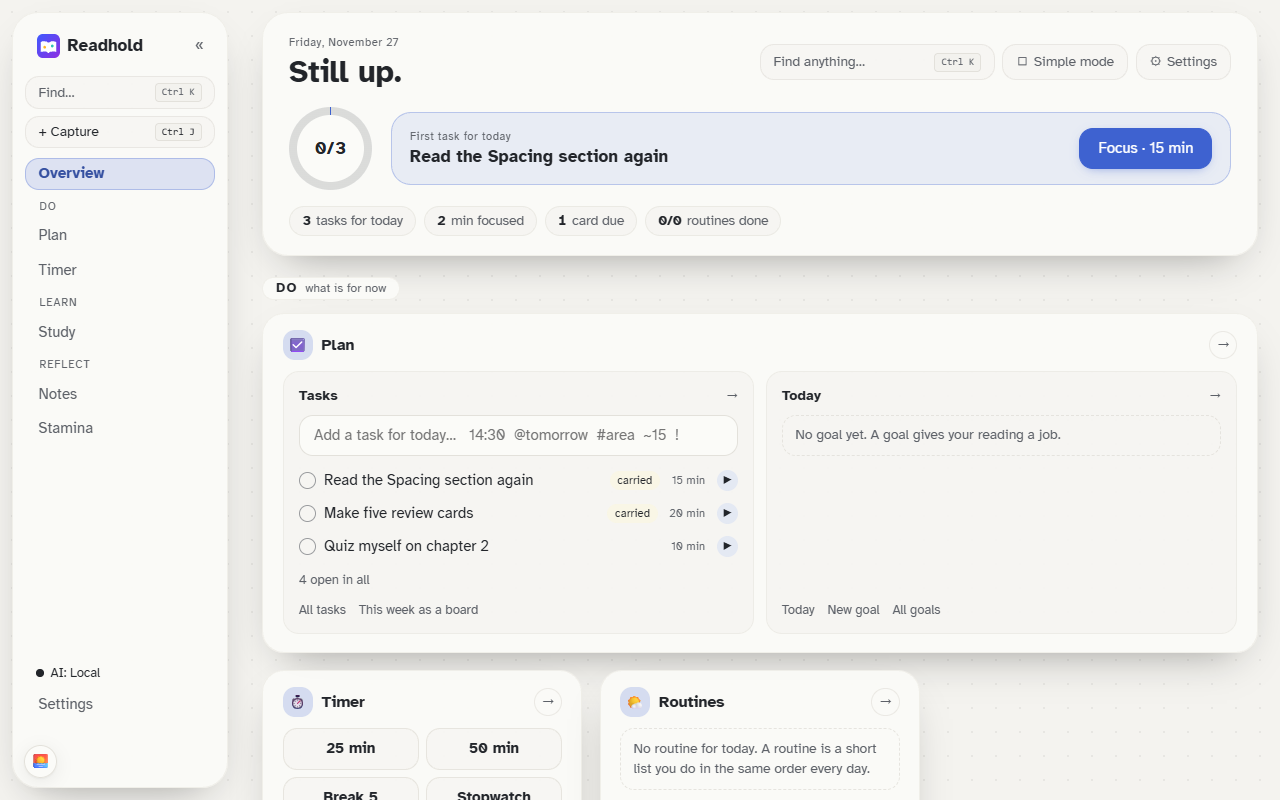 Readhold «
Find... Ctrl K
+ Capture Ctrl J
Overview
DO
Plan
Timer
LEARN
Study
REFLECT
Notes
Stamina
AI: Local
Settings
Friday, November 27
Still up.
Find anything... Ctrl K
Simple mode
Settings
0/3
First task for today
Read the Spacing section again
Focus · 15 min
3 tasks for today
2 min focused
1 card due
0/0 routines done
DO what is for now
Plan →
Tasks →
Add a task for today... 14:30 @tomorrow #area ~15 !
Read the Spacing section again carried 15 min
Make five review cards carried 20 min
Quiz myself on chapter 2 10 min
4 open in all
All tasks This week as a board
Today →
No goal yet. A goal gives your reading a job.
Today New goal All goals
Timer →
25 min 50 min
Break 5 Stopwatch
Routines →
No routine for today. A routine is a short
list you do in the same order every day.